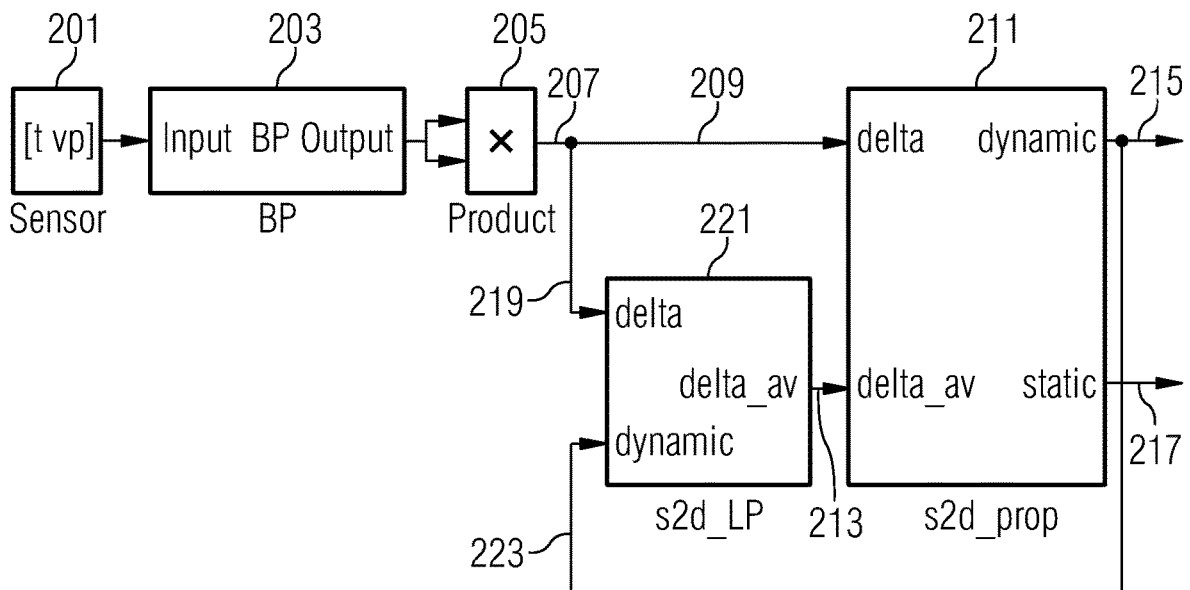 201 203 205 211
207 209 215
[t vp] Input BP Output × delta dynamic
Sensor BP Product
221
219 delta
delta_av delta_av static
dynamic 217
s2d_LP 213 s2d_prop
223